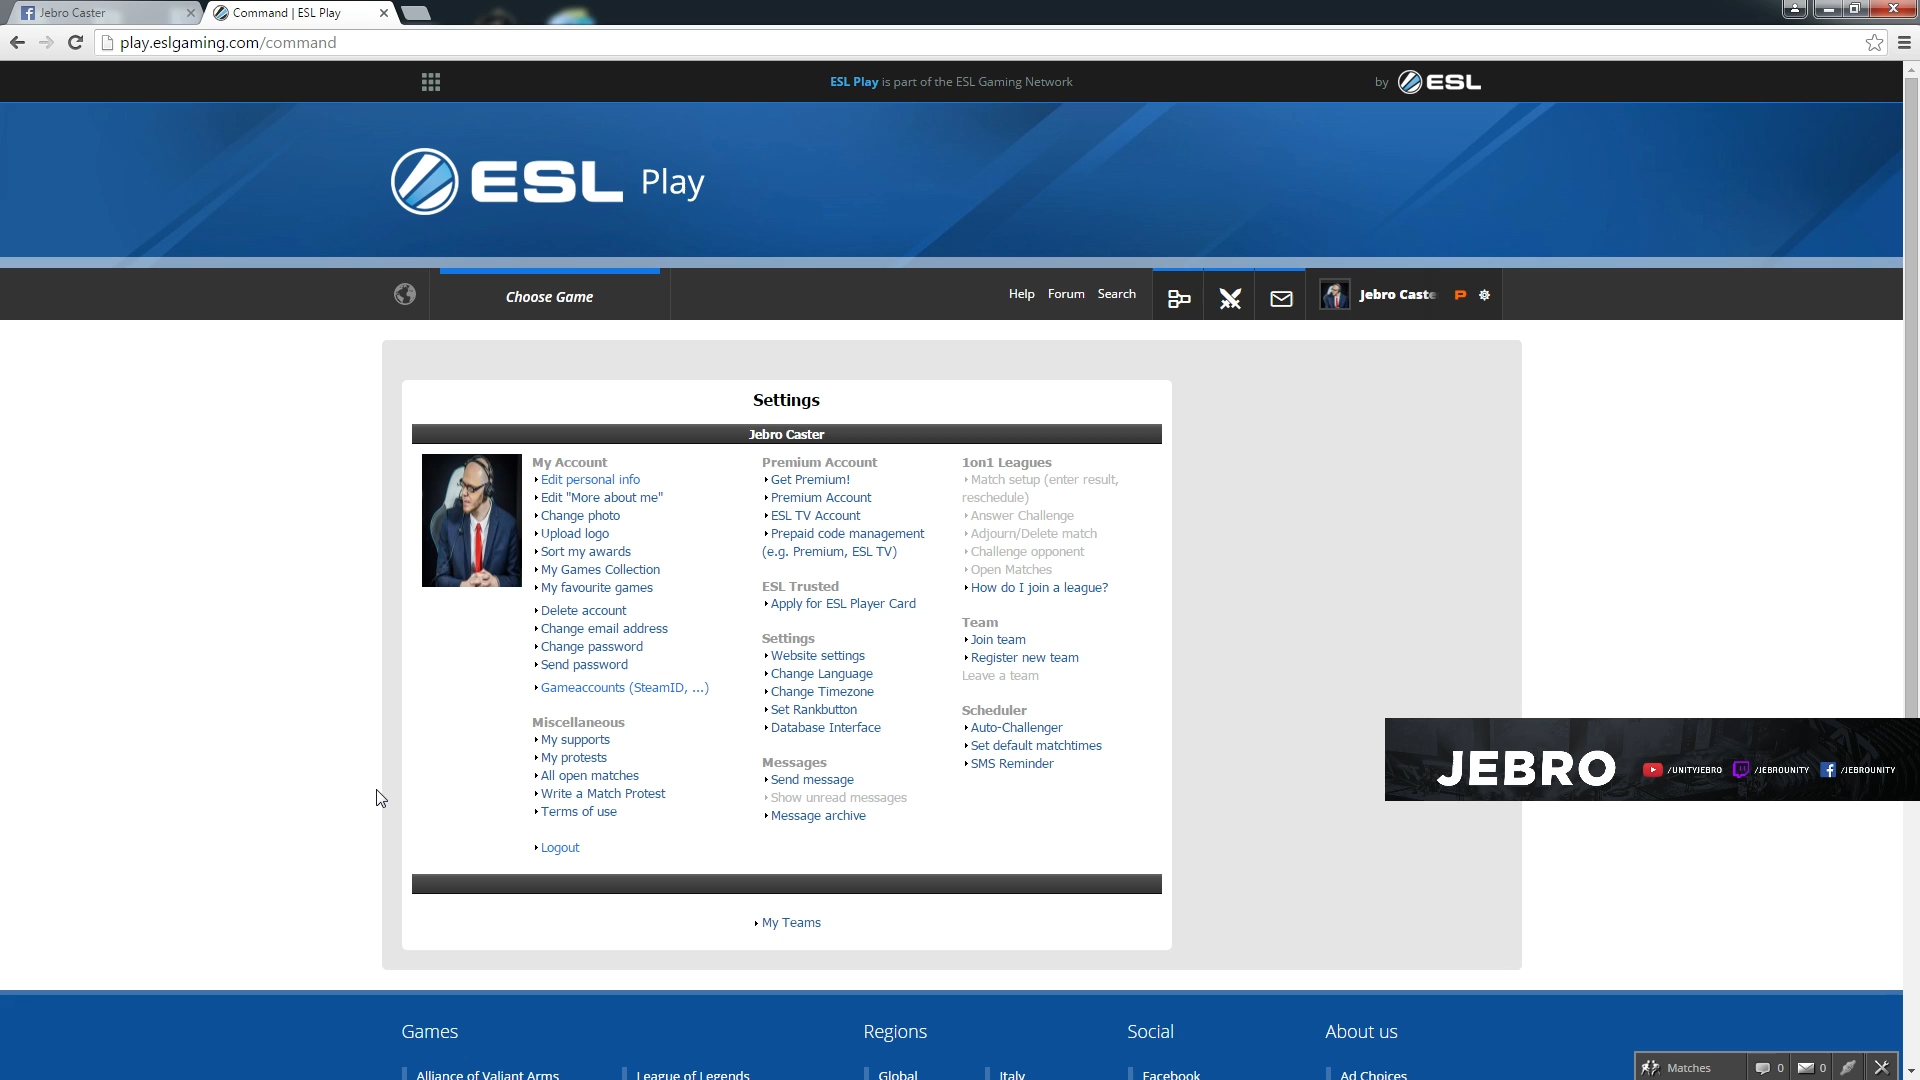 Jebro Caster
Command | ESL Play
play.eslgaming.com/command
ESL Play is part of the ESL Gaming Network
by ESL
ESL Play
Choose Game
Help
Forum
Search
Jebro Caste
Settings
Jebro Caster
My Account
Edit personal info
Edit "More about me"
Change photo
Upload logo
Sort my awards
My Games Collection
My favourite games
Delete account
Change email address
Change password
Send password
Gameaccounts (SteamID, ...)
Miscellaneous
My supports
My protests
All open matches
Write a Match Protest
Terms of use
Logout
Premium Account
Get Premium!
Premium Account
ESL TV Account
Prepaid code management
(e.g. Premium, ESL TV)
ESL Trusted
Apply for ESL Player Card
Settings
Website settings
Change Language
Change Timezone
Set Rankbutton
Database Interface
Messages
Send message
Show unread messages
Message archive
1on1 Leagues
Match setup (enter result,
reschedule)
Answer Challenge
Adjourn/Delete match
Challenge opponent
Open Matches
How do I join a league?
Team
Join team
Register new team
Leave a team
Scheduler
Auto-Challenger
Set default matchtimes
SMS Reminder
My Teams
JEBRO
/UNITYJEBRO
/JEBROUNITY
/JEBROUNITY
Games
Regions
Social
About us
Alliance of Valiant Arms
League of Legends
Global
Italy
Facebook
Ad Choices
Matches
0
0